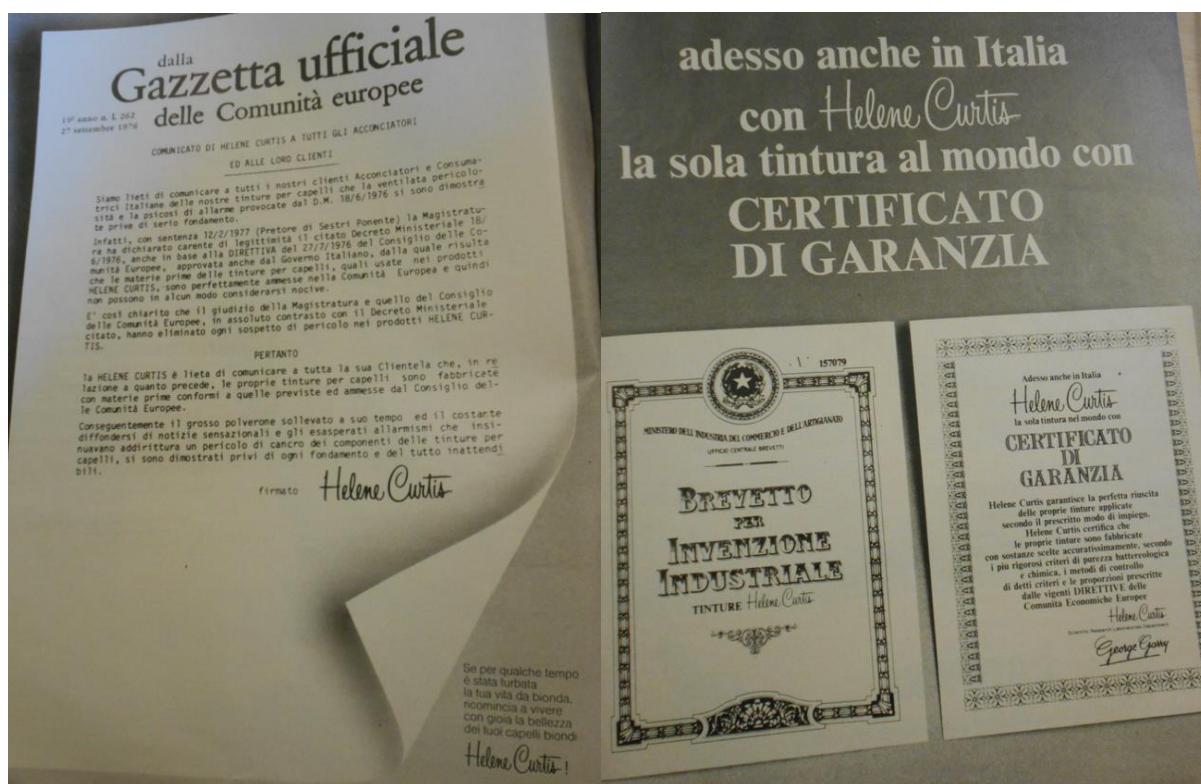 dalla
Gazzetta ufficiale
delle Comunità europee
19º anno n. L 262
27 settembre 1976
COMUNICATO DI HELENE CURTIS A TUTTI GLI ACCONCIATORI
ED ALLE LORO CLIENTI
Siamo lieti di comunicare a tutti i nostri clienti Acconciatori e Consuma-
trici Italiane delle nostre tinture per capelli che la ventilata pericolo-
sità e la psicosi di allarme provocate dal D.M. 18/6/1976 si sono dimostra
te prive di serio fondamento.
Infatti, con sentenza 12/2/1977 (Pretore di Sestri Ponente) la Magistratu-
ra ha dichiarato carente di legittimità il citato Decreto Ministeriale 18/
6/1976, anche in base alla DIRETTIVA del 27/7/1976 del Consiglio delle Co-
munità Europee, approvata anche dal Governo Italiano, dalla quale risulta
che le materie prime delle tinture per capelli, quali usate nei prodotti
HELENE CURTIS, sono perfettamente ammesse nella Comunità Europea e quindi
non possono in alcun modo considerarsi nocive.
E' così chiarito che il giudizio della Magistratura e quello del Consiglio
delle Comunità Europee, in assoluto contrasto con il Decreto Ministeriale
citato, hanno eliminato ogni sospetto di pericolo nei prodotti HELENE CUR-
TIS.
PERTANTO
la HELENE CURTIS è lieta di comunicare a tutta la sua Clientela che, in re
lazione a quanto precede, le proprie tinture per capelli sono fabbricate
con materie prime conformi a quelle previste ed ammesse dal Consiglio del-
le Comunità Europee.
Conseguentemente il grosso polverone sollevato a suo tempo ed il costante
diffondersi di notizie sensazionali e gli esasperati allarmismi che insi-
nuavano addirittura un pericolo di cancro dei componenti delle tinture per
capelli, si sono dimostrati privi di ogni fondamento e del tutto inattendi
bili.
firmato Helene Curtis
Se per qualche tempo
è stata turbata
la tua vita da bionda,
ricomincia a vivere
con gioia la bellezza
dei tuoi capelli biondi
Helene Curtis !
adesso anche in Italia
con Helene Curtis
la sola tintura al mondo con
CERTIFICATO
DI GARANZIA
157079
MINISTERO DELL'INDUSTRIA DEL COMMERCIO E DELL'ARTIGIANATO
UFFICIO CENTRALE BREVETTI
BREVETTO
PER
INVENZIONE
INDUSTRIALE
TINTURE Helene Curtis
Adesso anche in Italia
Helene Curtis
la sola tintura nel mondo con
CERTIFICATO
DI
GARANZIA
Helene Curtis garantisce la perfetta riuscita
delle proprie tinture applicate
secondo il prescritto modo di impiego.
Helene Curtis certifica che
le proprie tinture sono fabbricate
con sostanze scelte accuratissimamente, secondo
i piu rigorosi criteri di purezza battereologica
e chimica, i metodi di controllo
di detti criteri e le proporzioni prescritte
dalle vigenti DIRETTIVE delle
Comunità Economiche Europee
Helene Curtis
George Garry